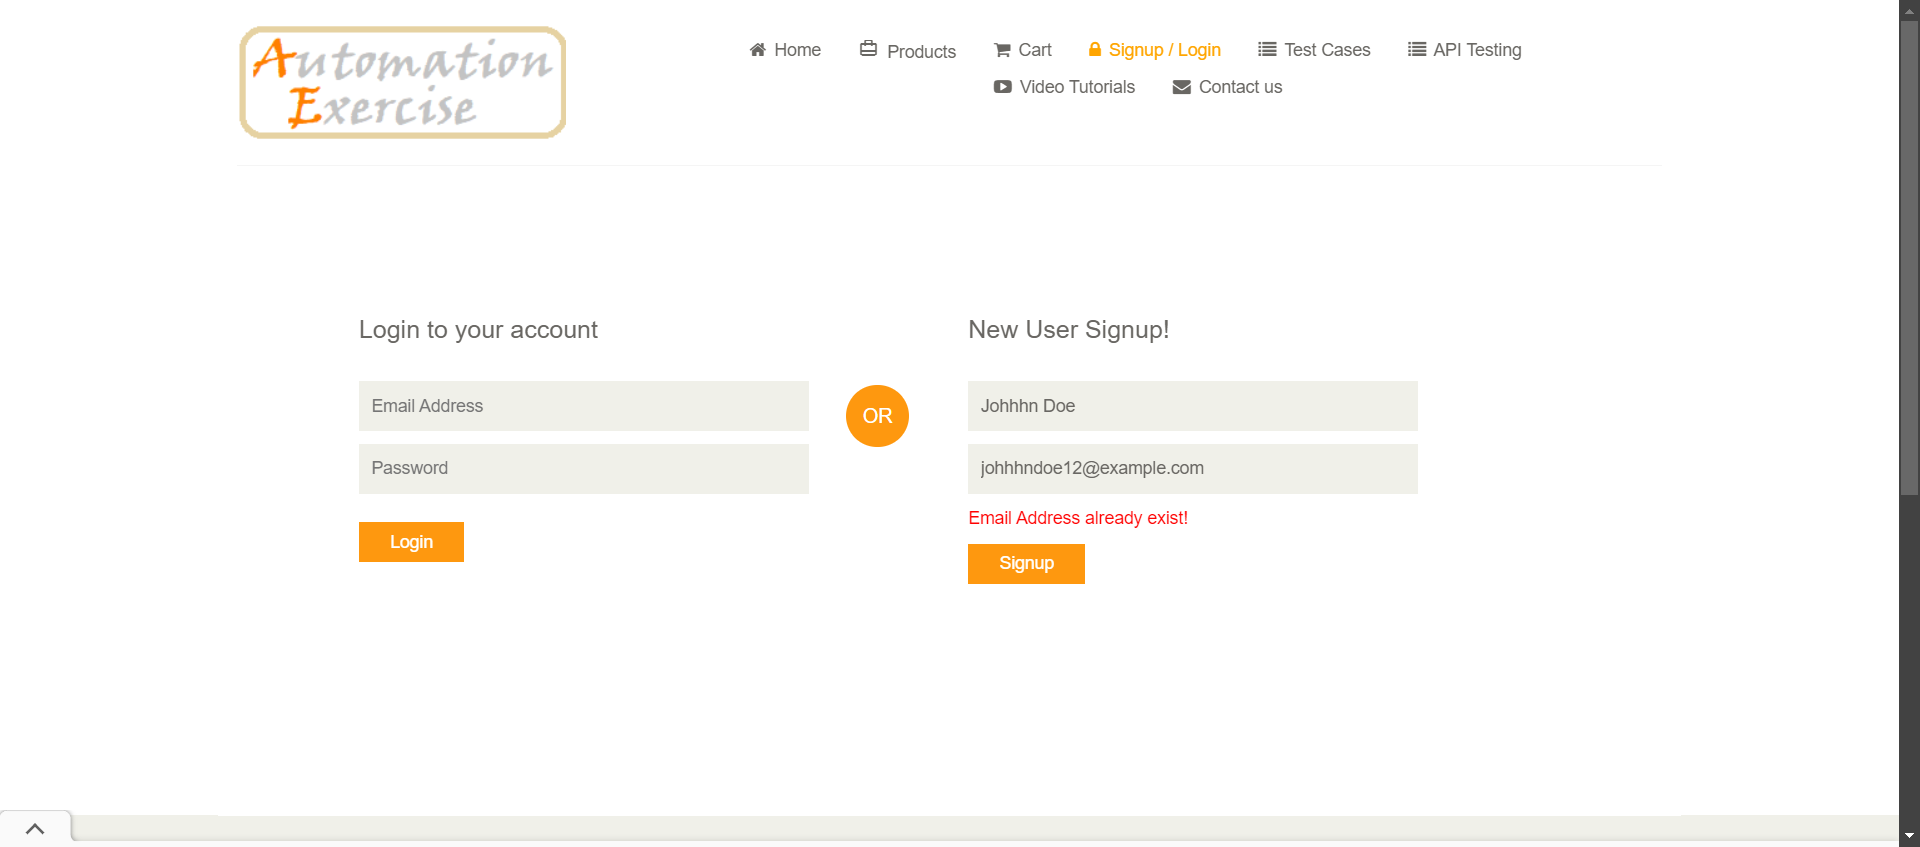 Automation
Exercise
Home Products Cart Signup / Login Test Cases API Testing
Video Tutorials Contact us
Login to your account
Email Address
Password
Login
OR
New User Signup!
Johhhn Doe
johhhndoe12@example.com
Email Address already exist!
Signup